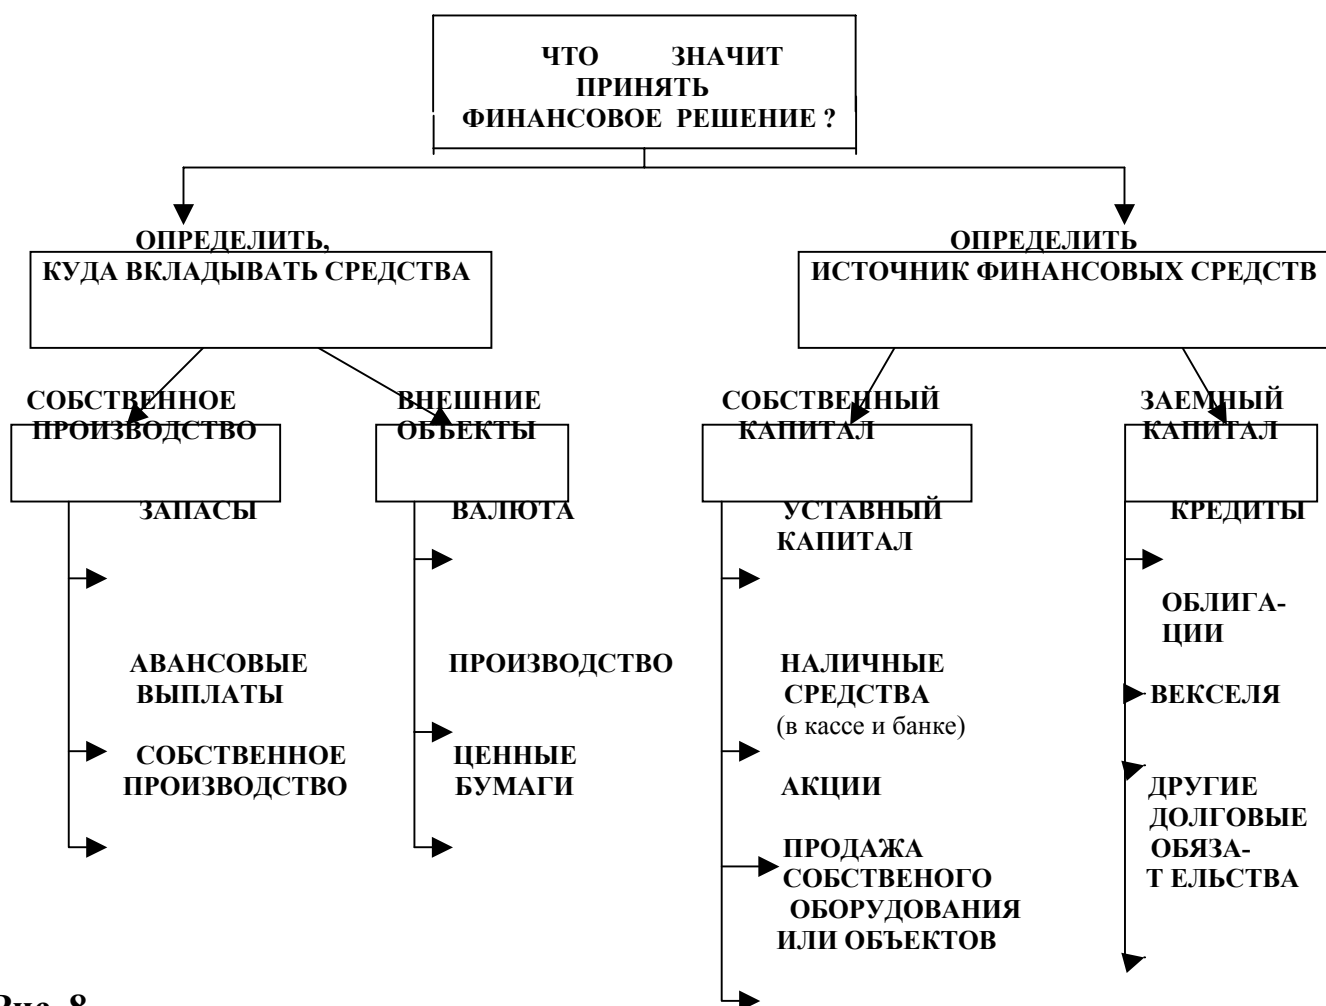 ЧТО ЗНАЧИТ
ПРИНЯТЬ
ФИНАНСОВОЕ РЕШЕНИЕ ?
ОПРЕДЕЛИТЬ,
КУДА ВКЛАДЫВАТЬ СРЕДСТВА
ОПРЕДЕЛИТЬ
ИСТОЧНИК ФИНАНСОВЫХ СРЕДСТВ
СОБСТВЕННОЕ
ПРОИЗВОДСТВО
ВНЕШНИЕ
ОБЪЕКТЫ
СОБСТВЕННЫЙ
КАПИТАЛ
ЗАЕМНЫЙ
КАПИТАЛ
ЗАПАСЫ
АВАНСОВЫЕ
ВЫПЛАТЫ
СОБСТВЕННОЕ
ПРОИЗВОДСТВО
ВАЛЮТА
ПРОИЗВОДСТВО
ЦЕННЫЕ
БУМАГИ
УСТАВНЫЙ
КАПИТАЛ
НАЛИЧНЫЕ
СРЕДСТВА
(в кассе и банке)
АКЦИИ
ПРОДАЖА
СОБСТВЕНОГО
ОБОРУДОВАНИЯ
ИЛИ ОБЪЕКТОВ
КРЕДИТЫ
ОБЛИГА-
ЦИИ
ВЕКСЕЛЯ
ДРУГИЕ
ДОЛГОВЫЕ
ОБЯЗА-
Т ЕЛЬСТВА
Рис. 8